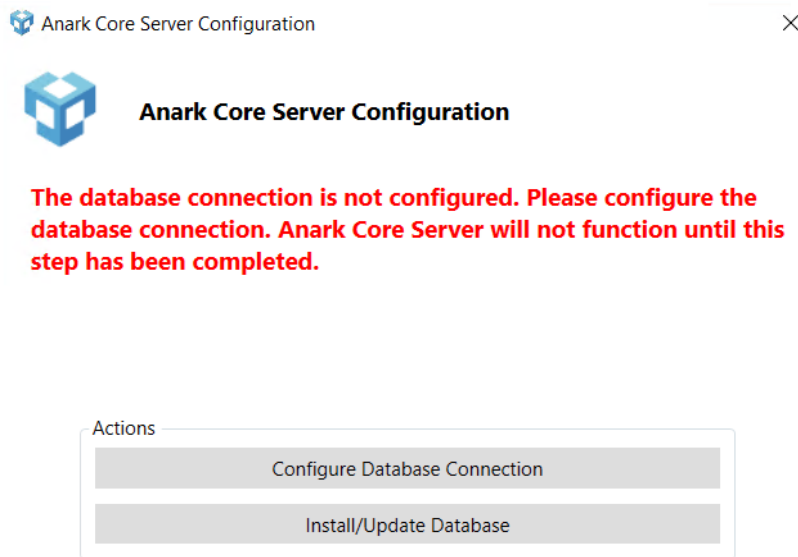 Anark Core Server Configuration
Anark Core Server Configuration
The database connection is not configured. Please configure the
database connection. Anark Core Server will not function until this
step has been completed.
Actions
Configure Database Connection
Install/Update Database